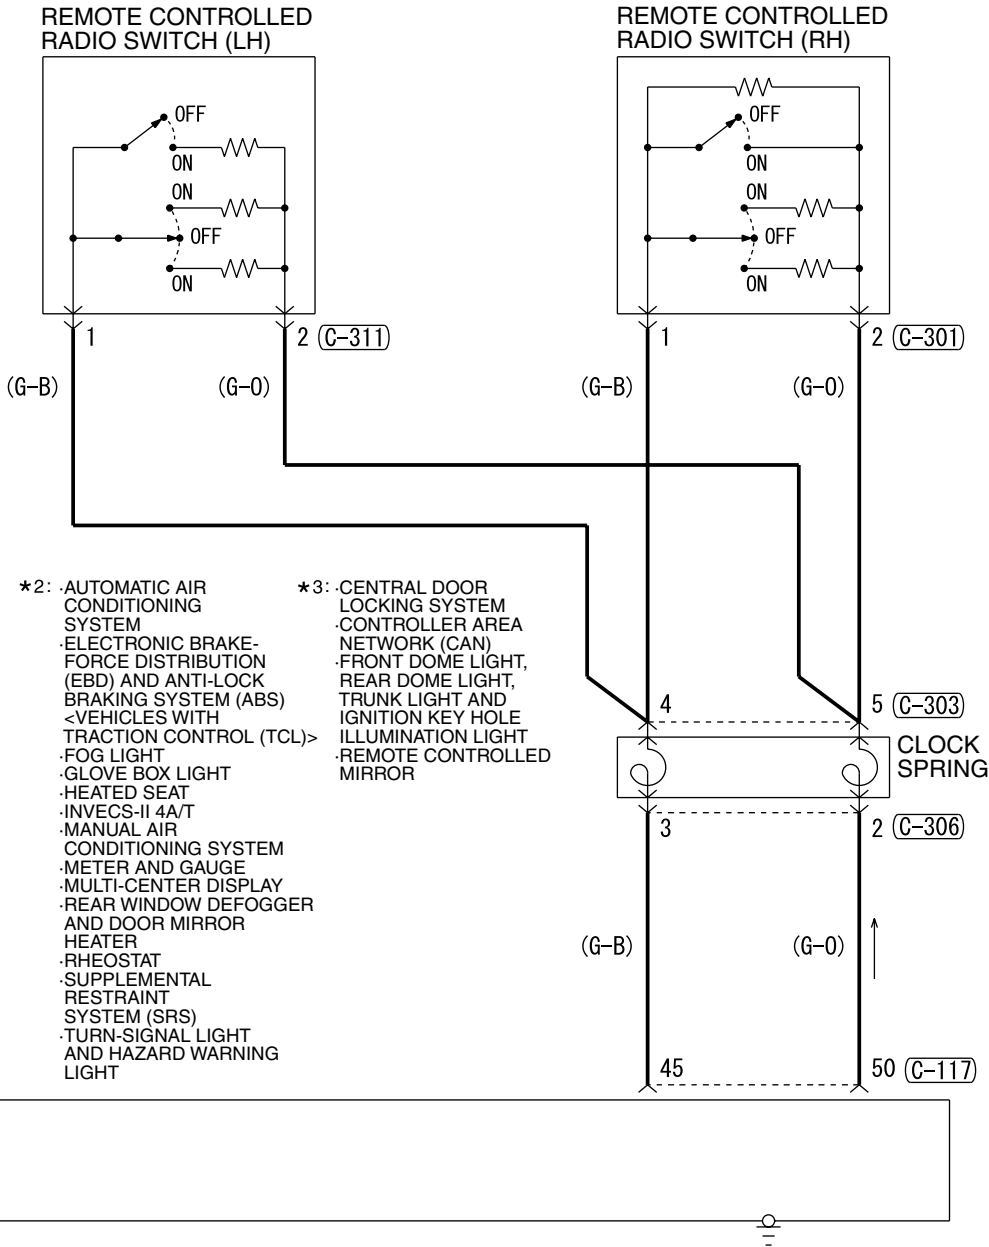 REMOTE CONTROLLED
RADIO SWITCH (LH)
OFF
ON
ON
OFF
ON
1
2 (C-311)
(G-B)
(G-O)
REMOTE CONTROLLED
RADIO SWITCH (RH)
OFF
ON
ON
OFF
ON
1
2 (C-301)
(G-B)
(G-O)
*2: ·AUTOMATIC AIR
CONDITIONING
SYSTEM
·ELECTRONIC BRAKE-
FORCE DISTRIBUTION
(EBD) AND ANTI-LOCK
BRAKING SYSTEM (ABS)
<VEHICLES WITH
TRACTION CONTROL (TCL)>
·FOG LIGHT
·GLOVE BOX LIGHT
·HEATED SEAT
·INVECS-II 4A/T
·MANUAL AIR
CONDITIONING SYSTEM
·METER AND GAUGE
·MULTI-CENTER DISPLAY
·REAR WINDOW DEFOGGER
AND DOOR MIRROR
HEATER
·RHEOSTAT
·SUPPLEMENTAL
RESTRAINT
SYSTEM (SRS)
·TURN-SIGNAL LIGHT
AND HAZARD WARNING
LIGHT
*3: ·CENTRAL DOOR
LOCKING SYSTEM
·CONTROLLER AREA
NETWORK (CAN)
·FRONT DOME LIGHT,
REAR DOME LIGHT,
TRUNK LIGHT AND
IGNITION KEY HOLE
ILLUMINATION LIGHT
·REMOTE CONTROLLED
MIRROR
4
5 (C-303)
CLOCK
SPRING
3
2 (C-306)
(G-B)
(G-O)
45
50 (C-117)